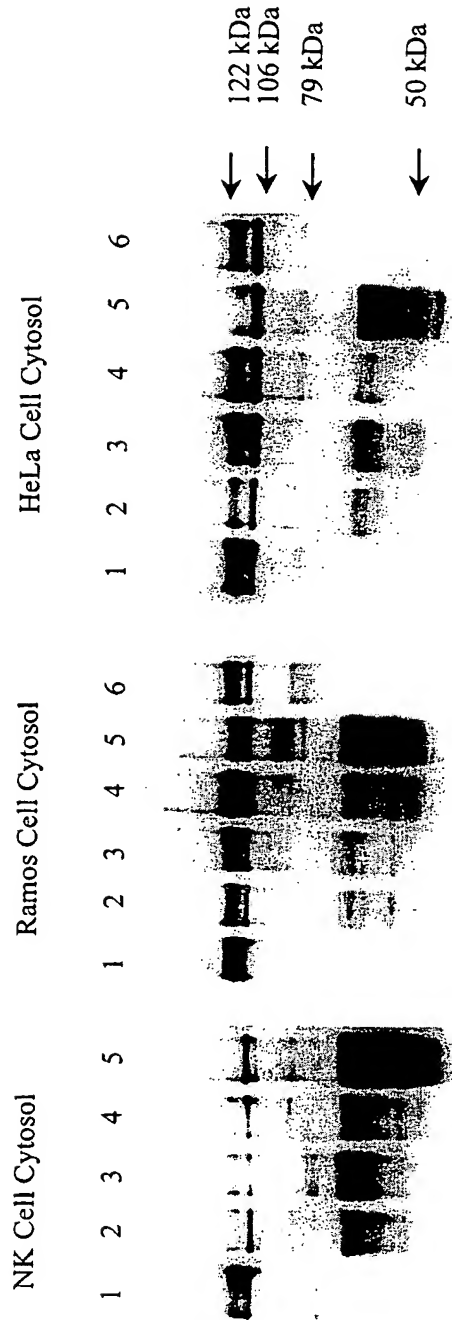 NK Cell Cytosol
Ramos Cell Cytosol
HeLa Cell Cytosol
1 2 3 4 5
1 2 3 4 5 6
1 2 3 4 5 6
122 kDa
106 kDa
79 kDa
50 kDa